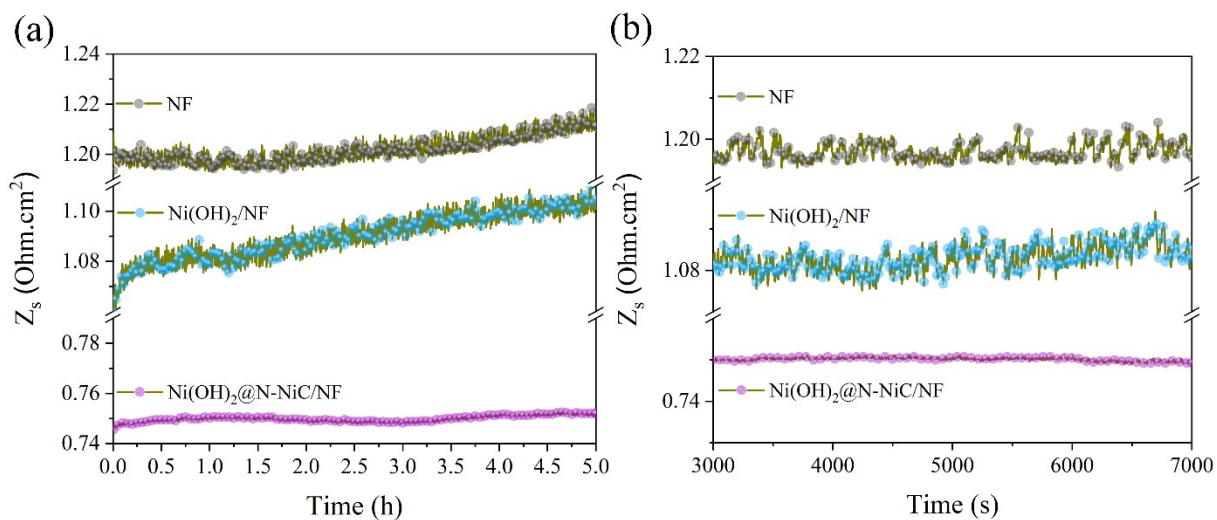 (a)
1.24
1.22
1.20
1.10
1.08
0.78
0.76
0.74
Zs (Ohm.cm2)
NF
Ni(OH)2/NF
Ni(OH)2@N-NiC/NF
0.0 0.5 1.0 1.5 2.0 2.5 3.0 3.5 4.0 4.5 5.0
Time (h)
(b)
1.22
1.20
1.08
0.74
Zs (Ohm.cm2)
NF
Ni(OH)2/NF
Ni(OH)2@N-NiC/NF
3000 4000 5000 6000 7000
Time (s)